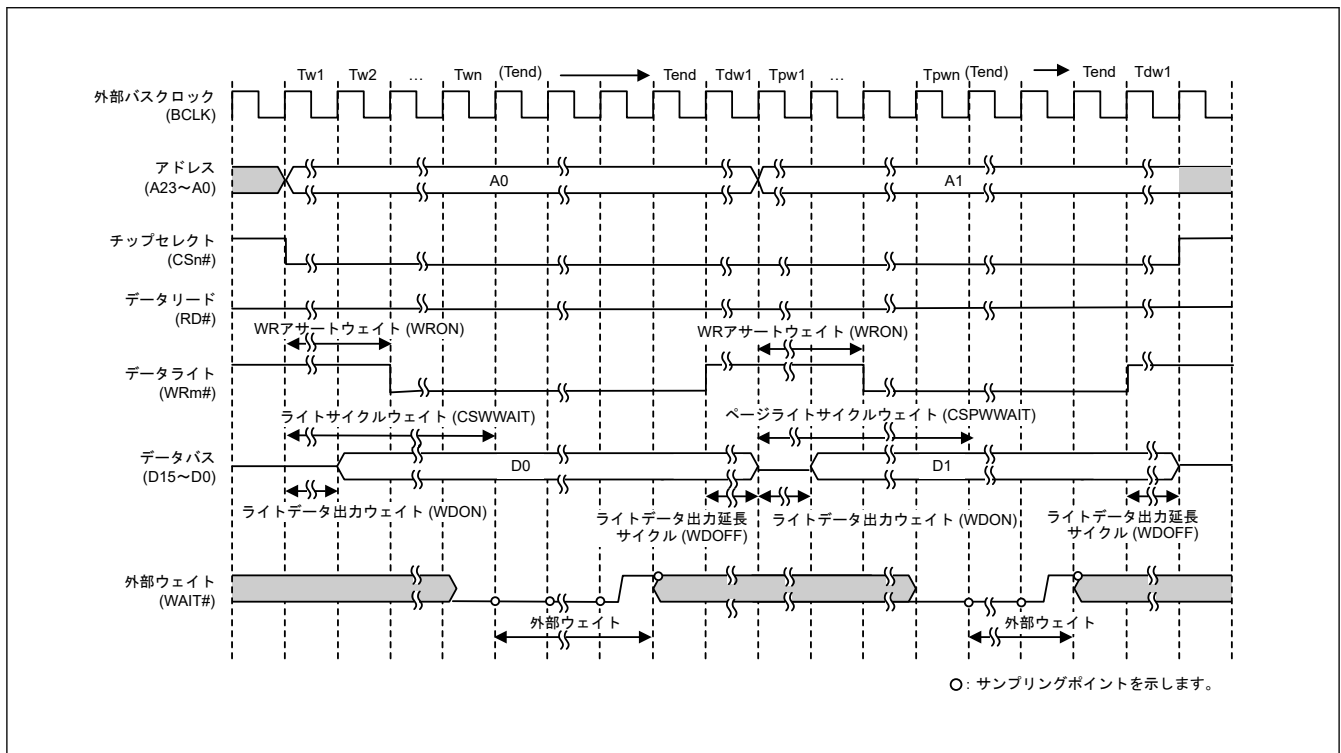 Tw1 Tw2 … Twn (Tend) Tend Tdw1 Tpw1 … Tpwn (Tend) Tend Tdw1
外部バスクロック
(BCLK)
アドレス
(A23～A0)
A0 A1
チップセレクト
(CSn#)
データリード
(RD#)
WRアサートウェイト (WRON) WRアサートウェイト (WRON)
データライト
(WRm#)
ライトサイクルウェイト (CSWWAIT) ページライトサイクルウェイト (CSPWWAIT)
データバス
(D15～D0)
D0 D1
ライトデータ出力ウェイト (WDON) ライトデータ出力延長 ライトデータ出力ウェイト (WDON) ライトデータ出力延長
サイクル (WDOFF) サイクル (WDOFF)
外部ウェイト
(WAIT#)
外部ウェイト 外部ウェイト
O : サンプリングポイントを示します。